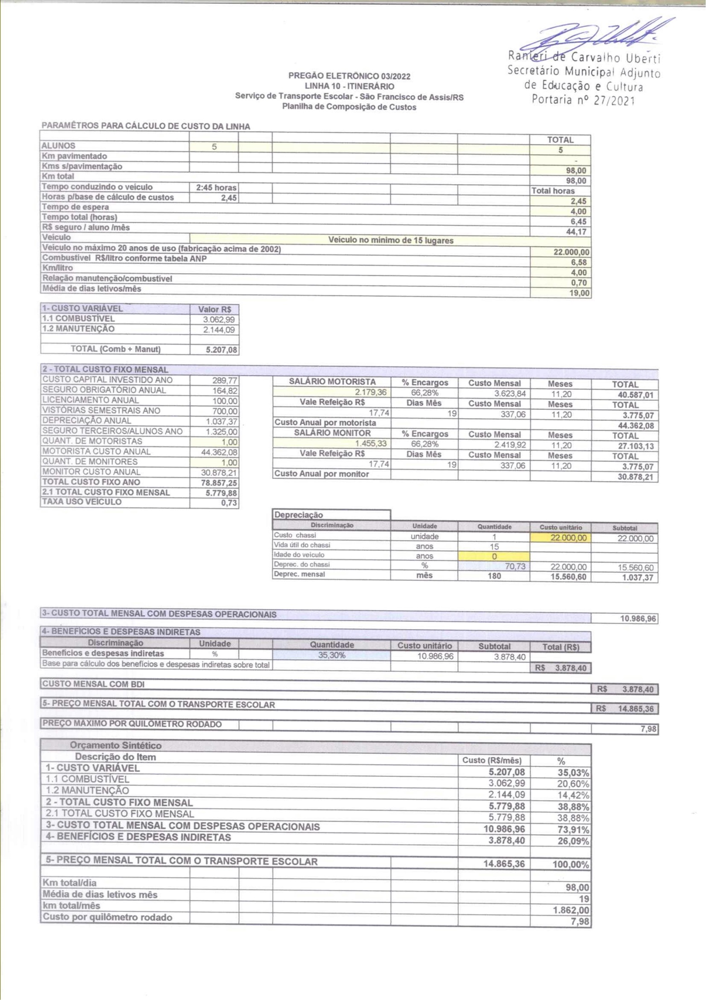 Ranieri de Carvalho Uberti
Secretário Municipal Adjunto
de Educação e Cultura
Portaria nº 27/2021
PREGÃO ELETRÔNICO 03/2022
LINHA 10 - ITINERÁRIO
Serviço de Transporte Escolar - São Francisco de Assis/RS
Planilha de Composição de Custos
PARAMÊTROS PARA CÁLCULO DE CUSTO DA LINHA
TOTAL
ALUNOS 5 5
Km pavimentado -
Kms s/pavimentação 98,00
Km total 98,00
Tempo conduzindo o veículo 2:45 horas Total horas
Horas p/base de cálculo de custos 2,45 2,45
Tempo de espera 4,00
Tempo total (horas) 6,45
R$ seguro / aluno /mês 44,17
Veículo Veículo no mínimo de 15 lugares
Veículo no máximo 20 anos de uso (fabricação acima de 2002) 22.000,00
Combustível R$/litro conforme tabela ANP 6,58
Km/litro 4,00
Relação manutenção/combustivel 0,70
Média de dias letivos/mês 19,00
1- CUSTO VARIÁVEL Valor R$
1.1 COMBUSTÍVEL 3.062,99
1.2 MANUTENÇÃO 2.144,09
TOTAL (Comb + Manut) 5.207,08
2 - TOTAL CUSTO FIXO MENSAL
CUSTO CAPITAL INVESTIDO ANO 289,77
SEGURO OBRIGATÓRIO ANUAL 164,82
LICENCIAMENTO ANUAL 100,00
VISTÓRIAS SEMESTRAIS ANO 700,00
DEPRECIAÇÃO ANUAL 1.037,37
SEGURO TERCEIROS/ALUNOS ANO 1.325,00
QUANT. DE MOTORISTAS 1,00
MOTORISTA CUSTO ANUAL 44.362,08
QUANT. DE MONITORES 1,00
MONITOR CUSTO ANUAL 30.878,21
TOTAL CUSTO FIXO ANO 78.857,25
2.1 TOTAL CUSTO FIXO MENSAL 5.779,88
TAXA USO VEÍCULO 0,73
SALÁRIO MOTORISTA % Encargos Custo Mensal Meses TOTAL
2.179,36 66,28% 3.623,84 11,20 40.587,01
Vale Refeição R$ Dias Mês Custo Mensal Meses TOTAL
17,74 19 337,06 11,20 3.775,07
Custo Anual por motorista 44.362,08
SALÁRIO MONITOR % Encargos Custo Mensal Meses TOTAL
1.455,33 66,28% 2.419,92 11,20 27.103,13
Vale Refeição R$ Dias Mês Custo Mensal Meses TOTAL
17,74 19 337,06 11,20 3.775,07
Custo Anual por monitor 30.878,21
Depreciação
Discriminação Unidade Quantidade Custo unitário Subtotal
Custo chassi unidade 1 22.000,00 22.000,00
Vida útil do chassi anos 15
Idade do veículo anos 0
Deprec. do chassi % 70,73 22.000,00 15.560,60
Deprec. mensal mês 180 15.560,60 1.037,37
3- CUSTO TOTAL MENSAL COM DESPESAS OPERACIONAIS 10.986,96
4- BENEFÍCIOS E DESPESAS INDIRETAS
Discriminação Unidade Quantidade Custo unitário Subtotal Total (R$)
Benefícios e despesas indiretas % 35,30% 10.986,96 3.878,40
Base para cálculo dos benefícios e despesas indiretas sobre total R$ 3.878,40
CUSTO MENSAL COM BDI R$ 3.878,40
5- PREÇO MENSAL TOTAL COM O TRANSPORTE ESCOLAR R$ 14.865,36
PREÇO MÁXIMO POR QUILÔMETRO RODADO 7,98
Orçamento Sintético
Descrição do Item Custo (R$/mês) %
1- CUSTO VARIÁVEL 5.207,08 35,03%
1.1 COMBUSTÍVEL 3.062,99 20,60%
1.2 MANUTENÇÃO 2.144,09 14,42%
2 - TOTAL CUSTO FIXO MENSAL 5.779,88 38,88%
2.1 TOTAL CUSTO FIXO MENSAL 5.779,88 38,88%
3- CUSTO TOTAL MENSAL COM DESPESAS OPERACIONAIS 10.986,96 73,91%
4- BENEFÍCIOS E DESPESAS INDIRETAS 3.878,40 26,09%
5- PREÇO MENSAL TOTAL COM O TRANSPORTE ESCOLAR 14.865,36 100,00%
Km total/dia 98,00
Média de dias letivos mês 19
km total/mês 1.862,00
Custo por quilômetro rodado 7,98